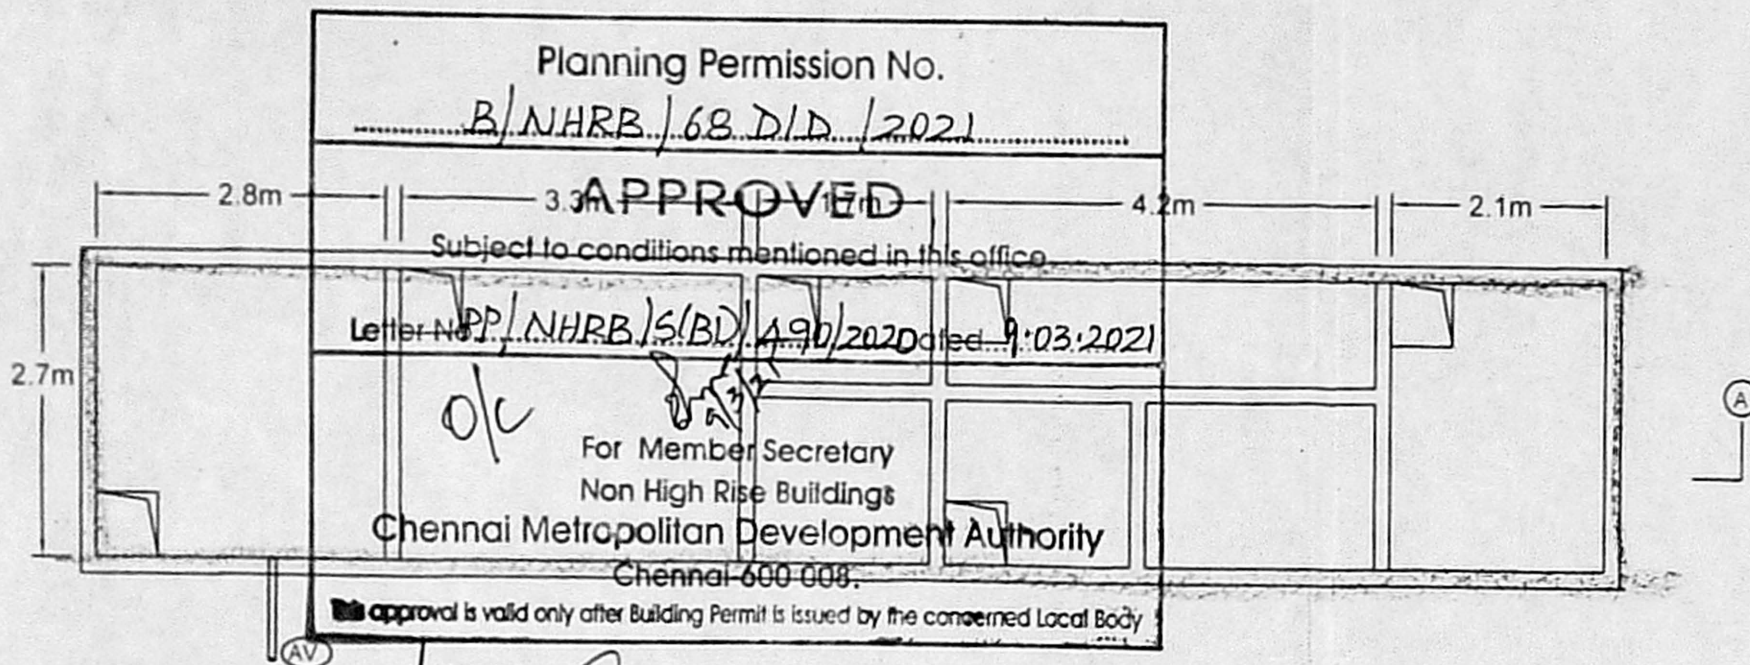 Planning Permission No.
B/NHRB/68 D/D /2021
2.8m 3.3m APPROVED 1.7m 4.2m 2.1m
Subject to conditions mentioned in this office
Letter No PP/NHRB/S(BD)/490/2020 Dated 9.03.2021
2.7m
O/C
A
For Member Secretary
Non High Rise Buildings
Chennai Metropolitan Development Authority
Chennai-600 008.
This approval is valid only after Building Permit is issued by the concerned Local Body
AV